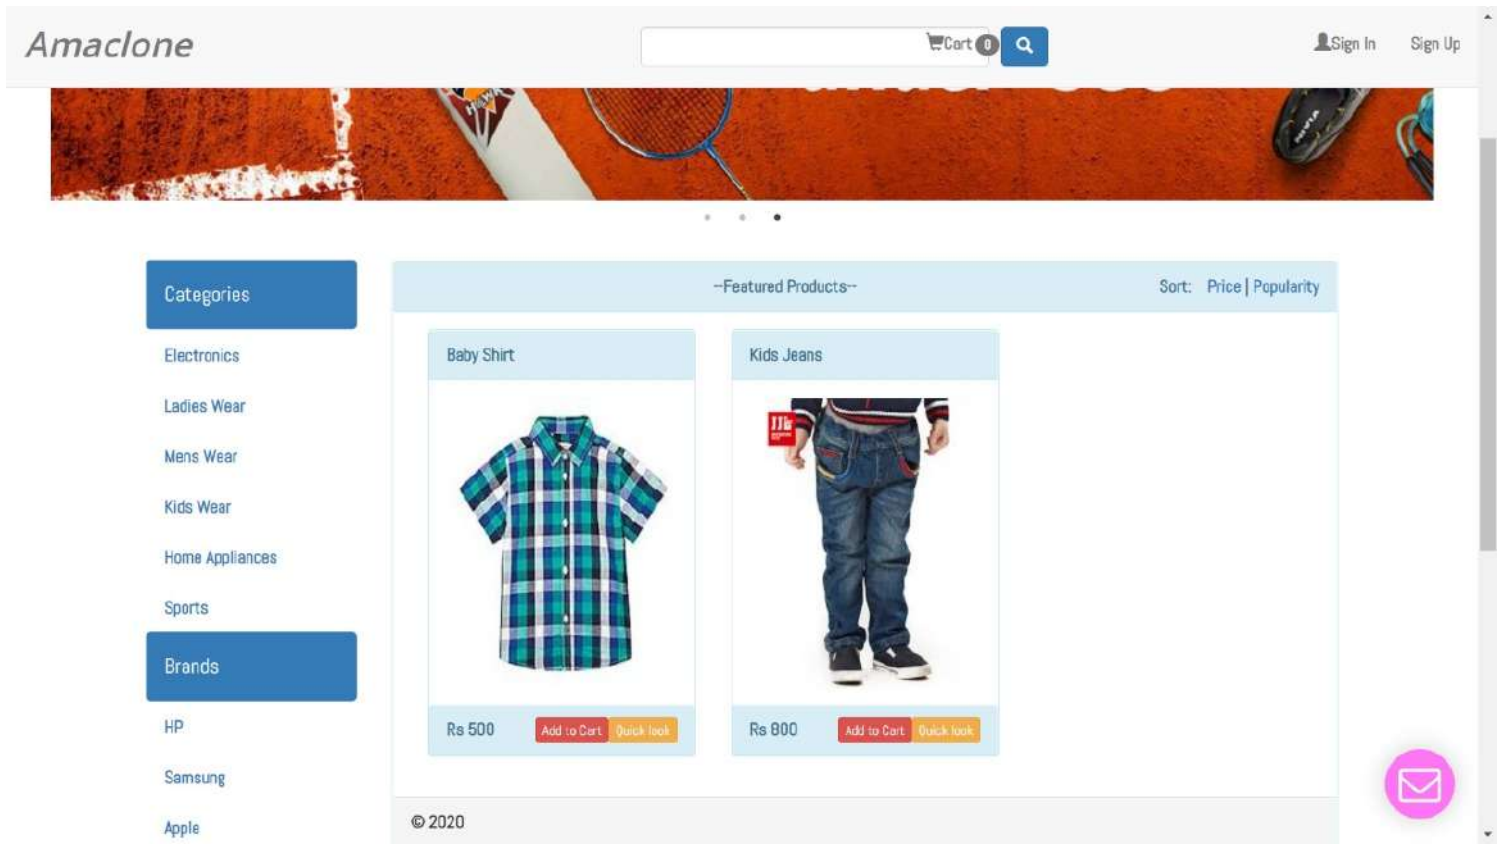 Amaclone
Cart 0
Sign In
Sign Up
HAWK
NIVIA
Categories
Electronics
Ladies Wear
Mens Wear
Kids Wear
Home Appliances
Sports
Brands
HP
Samsung
Apple
--Featured Products--
Sort: Price | Popularity
Baby Shirt
Kids Jeans
Rs 500
Add to Cart
Quick look
Rs 800
Add to Cart
Quick look
© 2020